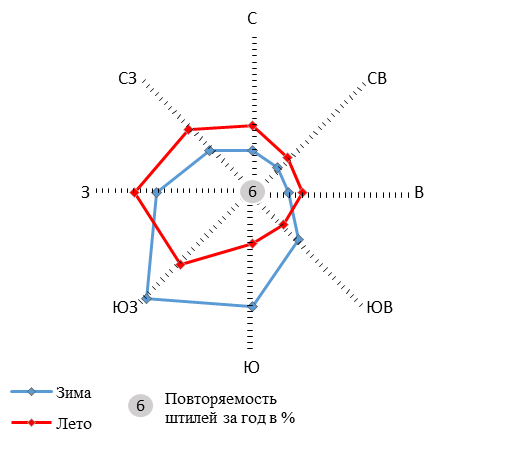 С
СЗ
СВ
З
6
В
ЮЗ
ЮВ
Ю
Зима
Лето
6
Повторяемость
штилей за год в %